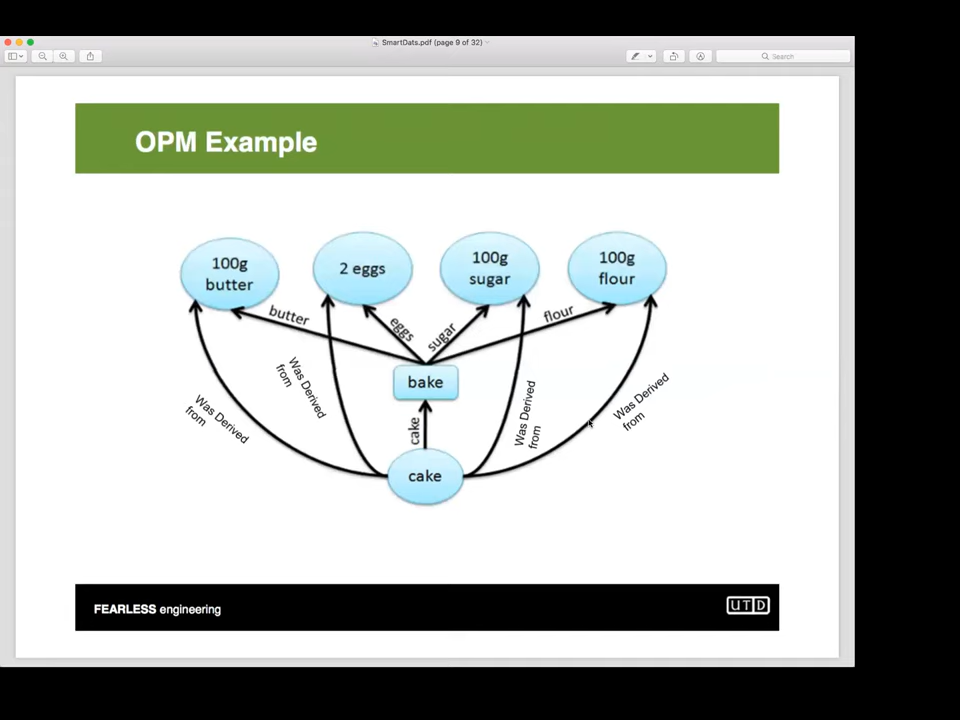 SmartDats.pdf (page 9 of 32)
Search
OPM Example
100g
butter
2 eggs
100g
sugar
100g
flour
butter
eggs
sugar
flour
bake
Was Derived
from
Was Derived
from
Was Derived
from
Was Derived
from
cake
cake
FEARLESS engineering
UTD